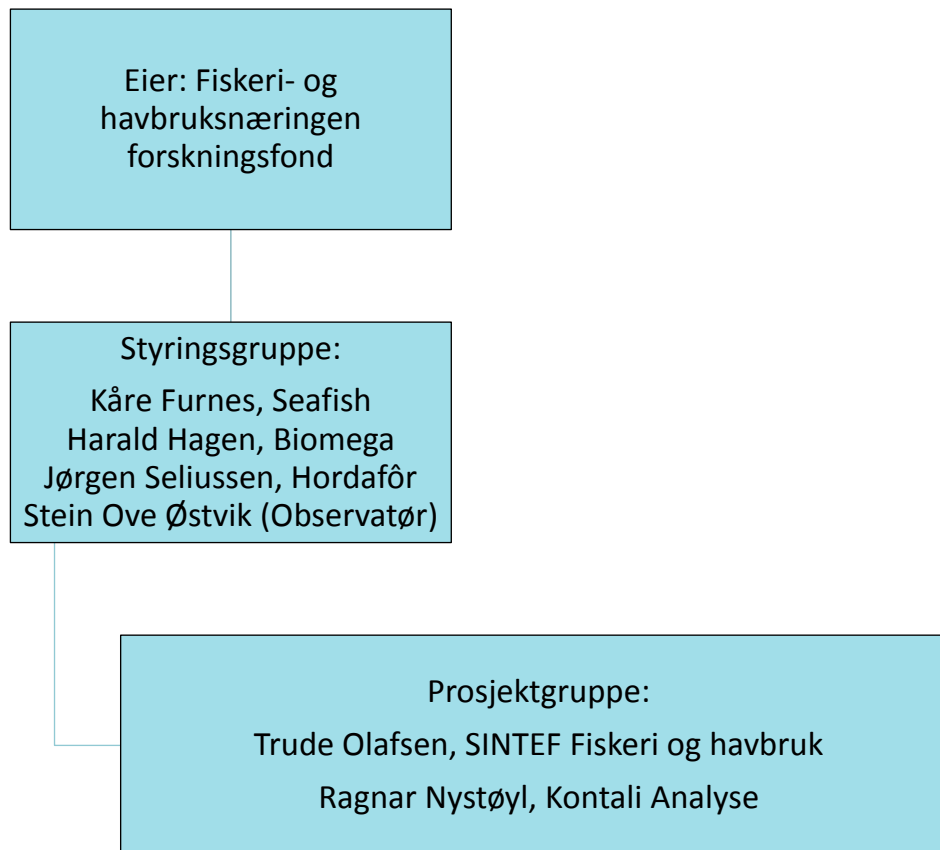 Eier: Fiskeri- og
havbruksnæringen
forskningsfond
Styringsgruppe:
Kåre Furnes, Seafish
Harald Hagen, Biomega
Jørgen Seliussen, Hordafôr
Stein Ove Østvik (Observatør)
Prosjektgruppe:
Trude Olafsen, SINTEF Fiskeri og havbruk
Ragnar Nystøyl, Kontali Analyse